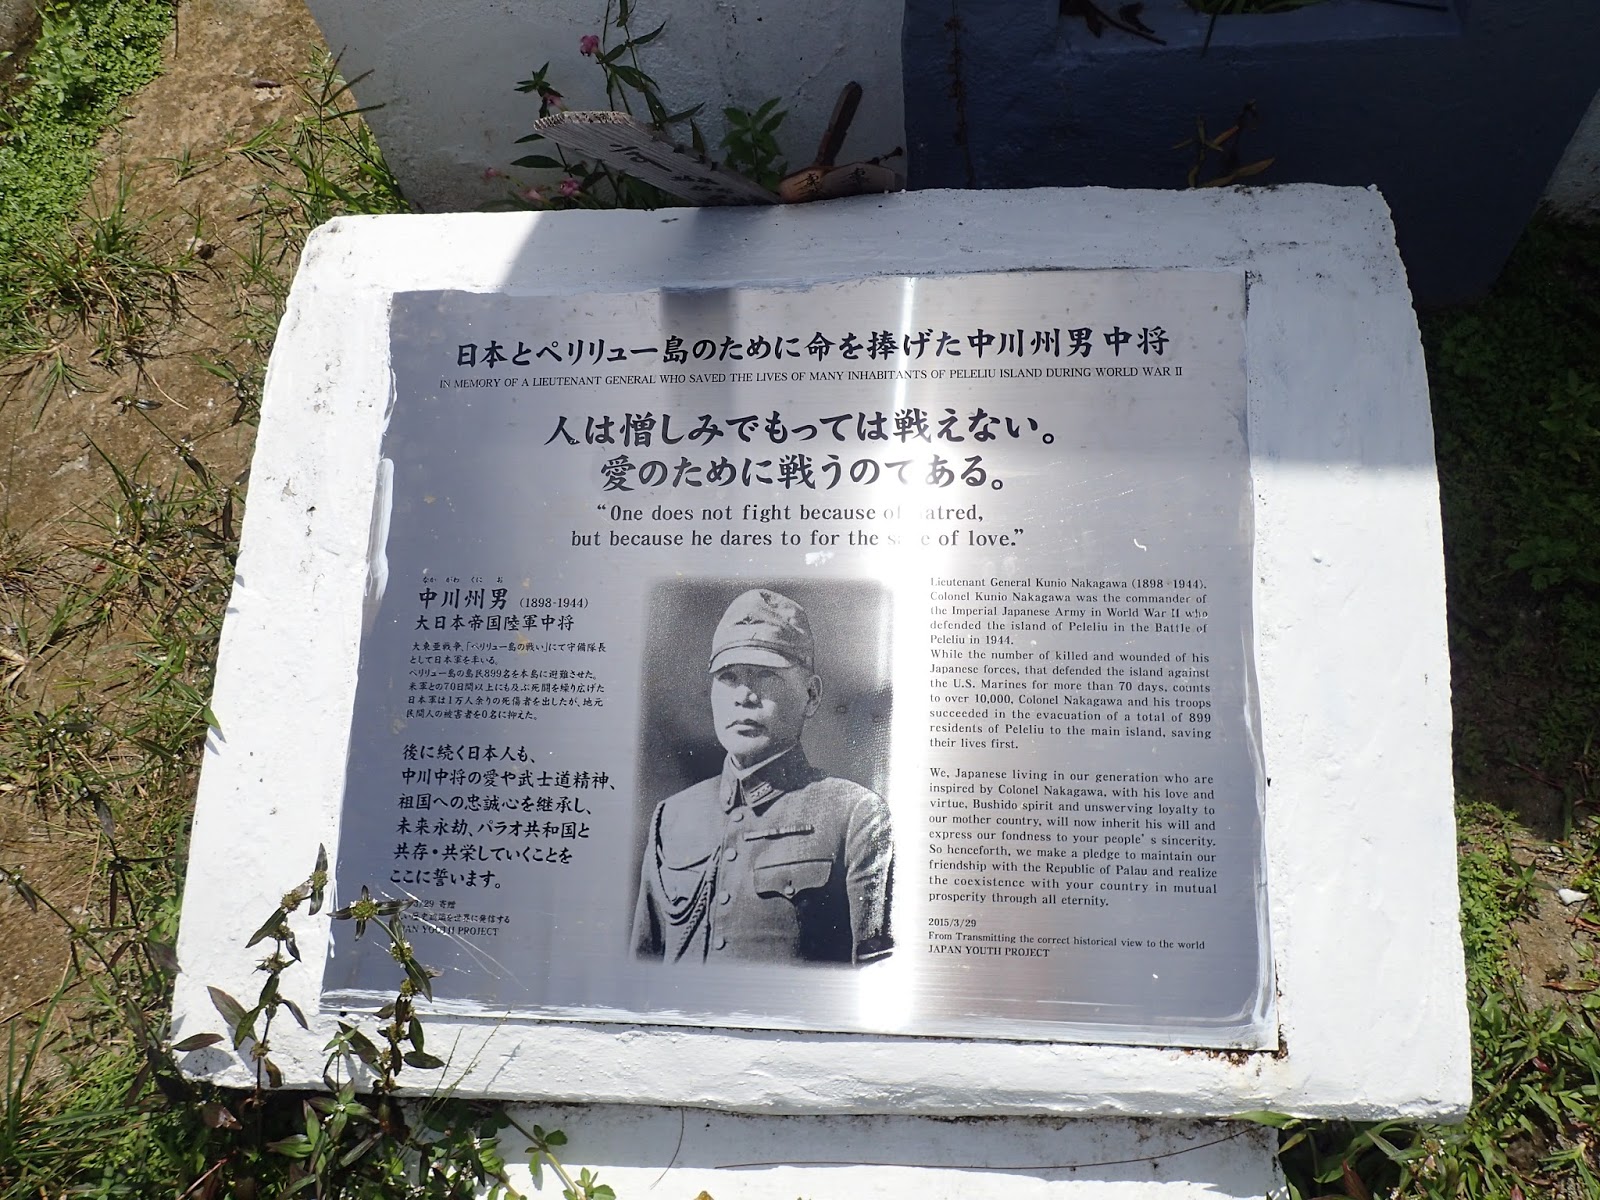 日本とペリリュー島のために命を捧げた中川州男中将
IN MEMORY OF A LIEUTENANT GENERAL WHO SAVED THE LIVES OF MANY INHABITANTS OF PELELIU ISLAND DURING WORLD WAR II
人は憎しみでもっては戦えない。
愛のために戦うのである。
“One does not fight because of hatred,
but because he dares to for the sake of love.”
なかがわ くにお
中川州男 (1898-1944)
大日本帝国陸軍中将
大東亜戦争、「ペリリュー島の戦い」にて守備隊長
として日本軍を率いる。
ペリリュー島の島民899名を本島に避難させた。
米軍との70日間以上にも及ぶ死闘を繰り広げた
日本軍は1万人余りの死傷者を出したが、地元
民間人の被害者を0名に抑えた。
後に続く日本人も、
中川中将の愛や武士道精神、
祖国への忠誠心を継承し、
未来永劫、パラオ共和国と
共存・共栄していくことを
ここに誓います。
3/29 寄贈
を世界に発信する
JAPAN YOUTH PROJECT
Lieutenant General Kunio Nakagawa (1898-1944).
Colonel Kunio Nakagawa was the commander of
the Imperial Japanese Army in World War II who
defended the island of Peleliu in the Battle of
Peleliu in 1944.
While the number of killed and wounded of his
Japanese forces, that defended the island against
the U.S. Marines for more than 70 days, counts
to over 10,000, Colonel Nakagawa and his troops
succeeded in the evacuation of a total of 899
residents of Peleliu to the main island, saving
their lives first.
We, Japanese living in our generation who are
inspired by Colonel Nakagawa, with his love and
virtue, Bushido spirit and unswerving loyalty to
our mother country, will now inherit his will and
express our fondness to your people's sincerity.
So henceforth, we make a pledge to maintain our
friendship with the Republic of Palau and realize
the coexistence with your country in mutual
prosperity through all eternity.
2015/3/29
From Transmitting the correct historical view to the world
JAPAN YOUTH PROJECT